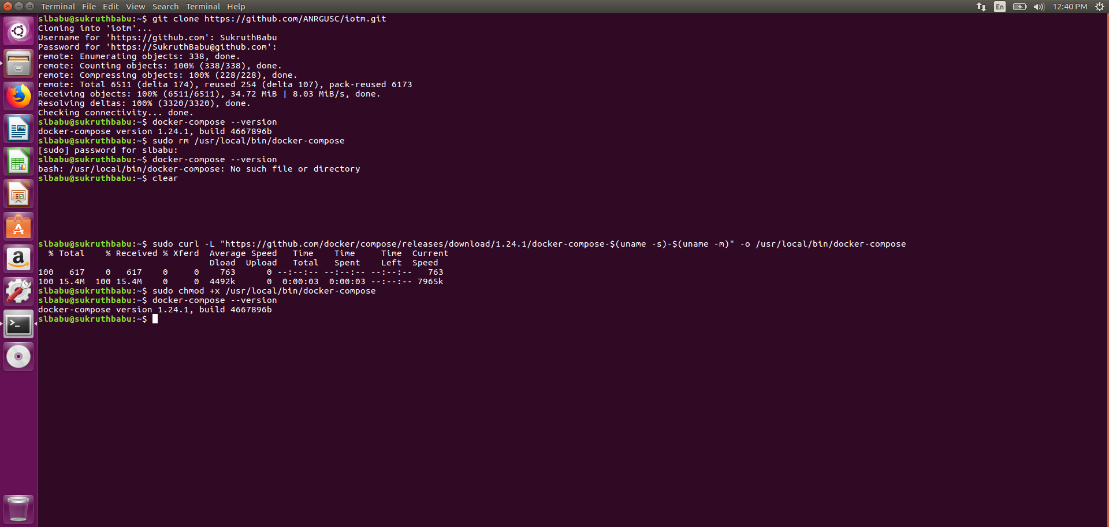 Terminal File Edit View Search Terminal Help En 12:40 PM
slbabu@sukruthbabu:~$ git clone https://github.com/ANRGUSC/iotm.git
Cloning into 'iotm'...
Username for 'https://github.com': SukruthBabu
Password for 'https://SukruthBabu@github.com':
remote: Enumerating objects: 338, done.
remote: Counting objects: 100% (338/338), done.
remote: Compressing objects: 100% (228/228), done.
remote: Total 6511 (delta 174), reused 254 (delta 107), pack-reused 6173
Receiving objects: 100% (6511/6511), 34.72 MiB | 8.03 MiB/s, done.
Resolving deltas: 100% (3320/3320), done.
Checking connectivity... done.
slbabu@sukruthbabu:~$ docker-compose --version
docker-compose version 1.24.1, build 4667896b
slbabu@sukruthbabu:~$ sudo rm /usr/local/bin/docker-compose
[sudo] password for slbabu:
slbabu@sukruthbabu:~$ docker-compose --version
bash: /usr/local/bin/docker-compose: No such file or directory
slbabu@sukruthbabu:~$ clear
slbabu@sukruthbabu:~$ sudo curl -L "https://github.com/docker/compose/releases/download/1.24.1/docker-compose-$(uname -s)-$(uname -m)" -o /usr/local/bin/docker-compose
% Total % Received % Xferd Average Speed Time Time Time Current
Dload Upload Total Spent Left Speed
100 617 0 617 0 0 763 0 --:--:-- --:--:-- --:--:-- 763
100 15.4M 100 15.4M 0 0 4492k 0 0:00:03 0:00:03 --:--:-- 7965k
slbabu@sukruthbabu:~$ sudo chmod +x /usr/local/bin/docker-compose
slbabu@sukruthbabu:~$ docker-compose --version
docker-compose version 1.24.1, build 4667896b
slbabu@sukruthbabu:~$